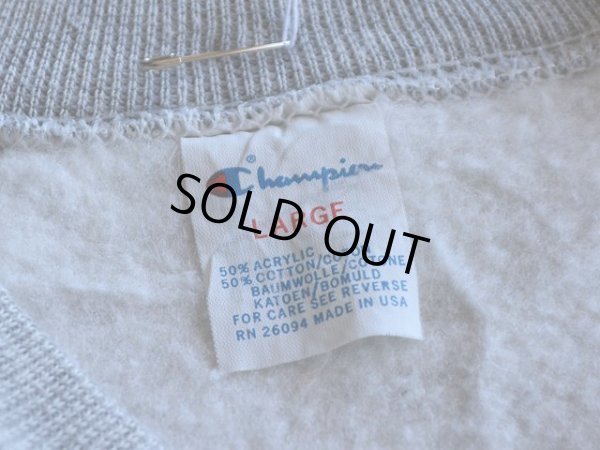 ® Champion
LARGE
SOLD OUT
50% ACRYLIC
50% COTTON/COTON
BAUMWOLLE/COTONE
KATOEN/BOMULD
FOR CARE SEE REVERSE
RN 26094 MADE IN USA